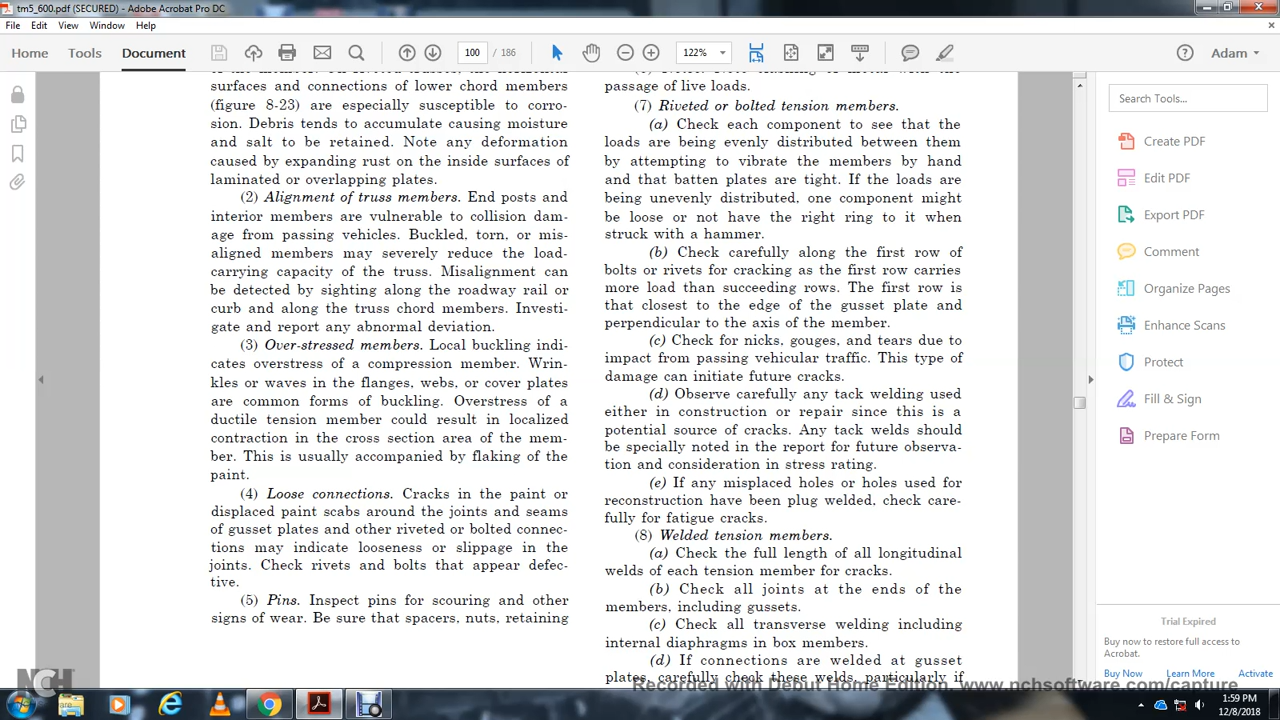 tm5_600.pdf (SECURED) - Adobe Acrobat Pro DC
File Edit View Window Help
Home Tools Document 100 / 186 122% Adam
surfaces and connections of lower chord members
(figure 8-23) are especially susceptible to corro-
sion. Debris tends to accumulate causing moisture
and salt to be retained. Note any deformation
caused by expanding rust on the inside surfaces of
laminated or overlapping plates.
(2) Alignment of truss members. End posts and
interior members are vulnerable to collision dam-
age from passing vehicles. Buckled, torn, or mis-
aligned members may severely reduce the load-
carrying capacity of the truss. Misalignment can
be detected by sighting along the roadway rail or
curb and along the truss chord members. Investi-
gate and report any abnormal deviation.
(3) Over-stressed members. Local buckling indi-
cates overstress of a compression member. Wrin-
kles or waves in the flanges, webs, or cover plates
are common forms of buckling. Overstress of a
ductile tension member could result in localized
contraction in the cross section area of the mem-
ber. This is usually accompanied by flaking of the
paint.
(4) Loose connections. Cracks in the paint or
displaced paint scabs around the joints and seams
of gusset plates and other riveted or bolted connec-
tions may indicate looseness or slippage in the
joints. Check rivets and bolts that appear defec-
tive.
(5) Pins. Inspect pins for scouring and other
signs of wear. Be sure that spacers, nuts, retaining
passage of live loads.
(7) Riveted or bolted tension members.
(a) Check each component to see that the
loads are being evenly distributed between them
by attempting to vibrate the members by hand
and that batten plates are tight. If the loads are
being unevenly distributed, one component might
be loose or not have the right ring to it when
struck with a hammer.
(b) Check carefully along the first row of
bolts or rivets for cracking as the first row carries
more load than succeeding rows. The first row is
that closest to the edge of the gusset plate and
perpendicular to the axis of the member.
(c) Check for nicks, gouges, and tears due to
impact from passing vehicular traffic. This type of
damage can initiate future cracks.
(d) Observe carefully any tack welding used
either in construction or repair since this is a
potential source of cracks. Any tack welds should
be specially noted in the report for future observa-
tion and consideration in stress rating.
(e) If any misplaced holes or holes used for
reconstruction have been plug welded, check care-
fully for fatigue cracks.
(8) Welded tension members.
(a) Check the full length of all longitudinal
welds of each tension member for cracks.
(b) Check all joints at the ends of the
members, including gussets.
(c) Check all transverse welding including
internal diaphragms in box members.
(d) If connections are welded at gusset
plates, carefully check these welds, particularly if
Search Tools...
Create PDF
Edit PDF
Export PDF
Comment
Organize Pages
Enhance Scans
Protect
Fill & Sign
Prepare Form
Trial Expired
Buy now to restore full access to
Acrobat.
Buy Now Learn More Activate
NCH
Recorded with Debut Home Edition. www.nchsoftware.com/capture
1:59 PM
12/8/2018